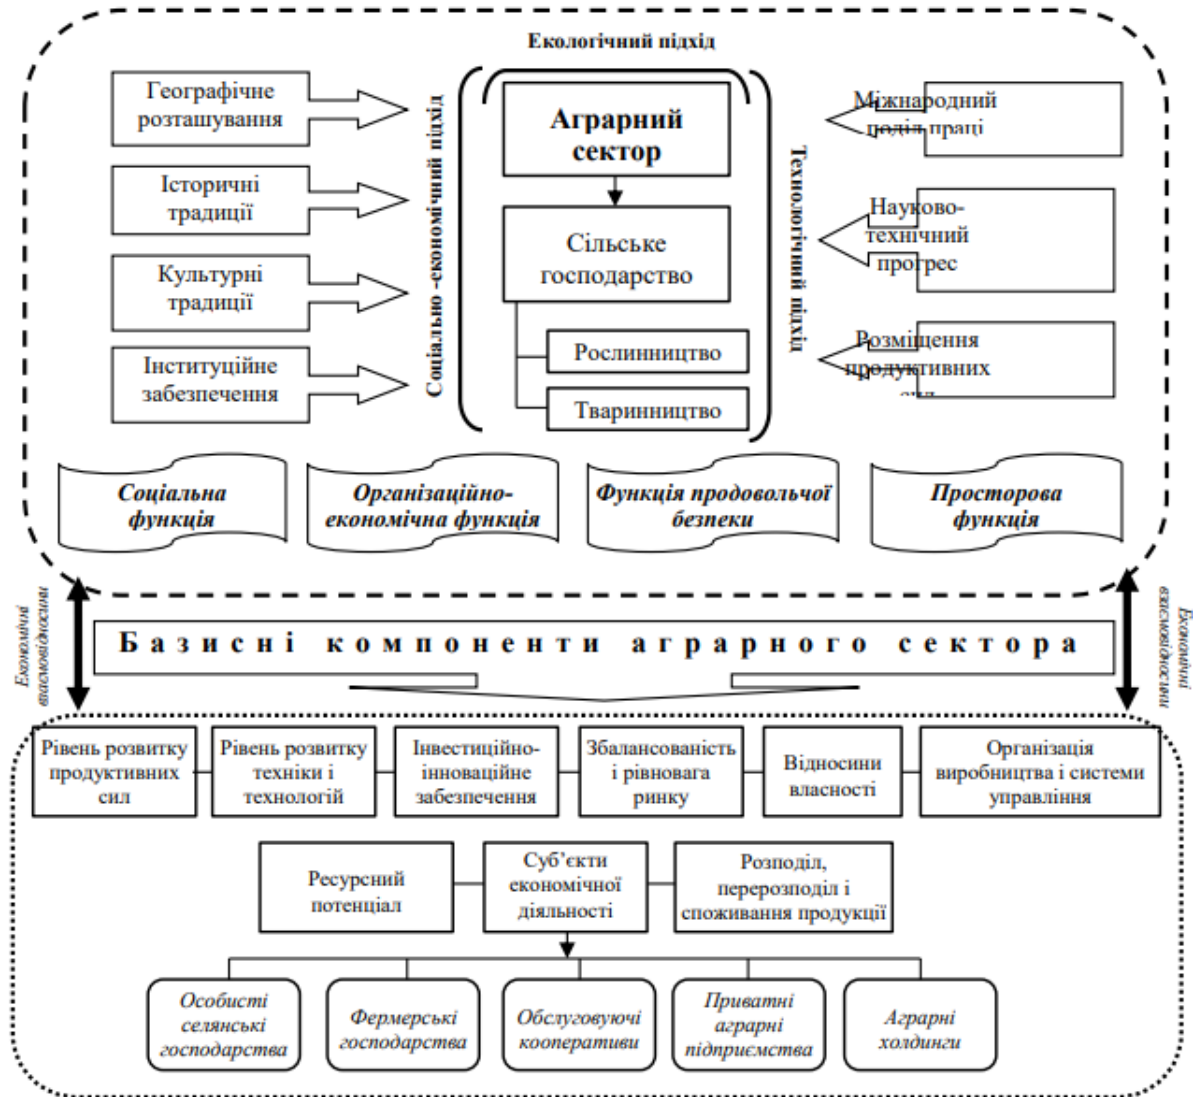 Екологічний підхід
Географічне
розташування
Історичні
традиції
Культурні
традиції
Інституційне
забезпечення
Соціально -економічний підхід
Аграрний
сектор
Сільське
господарство
Рослинництво
Тваринництво
Технологічний підхід
Міжнародний
поділ праці
Науково-
технічний
прогрес
Розміщення
продуктивних
сил
Соціальна
функція
Організаційно-
економічна функція
Функція продовольчої
безпеки
Просторова
функція
Економічні
взаємовідносини
Базисні компоненти аграрного сектора
Економічні
взаємовідносини
Рівень розвитку
продуктивних
сил
Рівень розвитку
техніки і
технологій
Інвестиційно-
інноваційне
забезпечення
Збалансованість
і рівновага
ринку
Відносини
власності
Організація
виробництва і системи
управління
Ресурсний
потенціал
Суб’єкти
економічної
діяльності
Розподіл,
перерозподіл і
споживання продукції
Особисті
селянські
господарства
Фермерські
господарства
Обслуговуючі
кооперативи
Приватні
аграрні
підприємства
Аграрні
холдинги